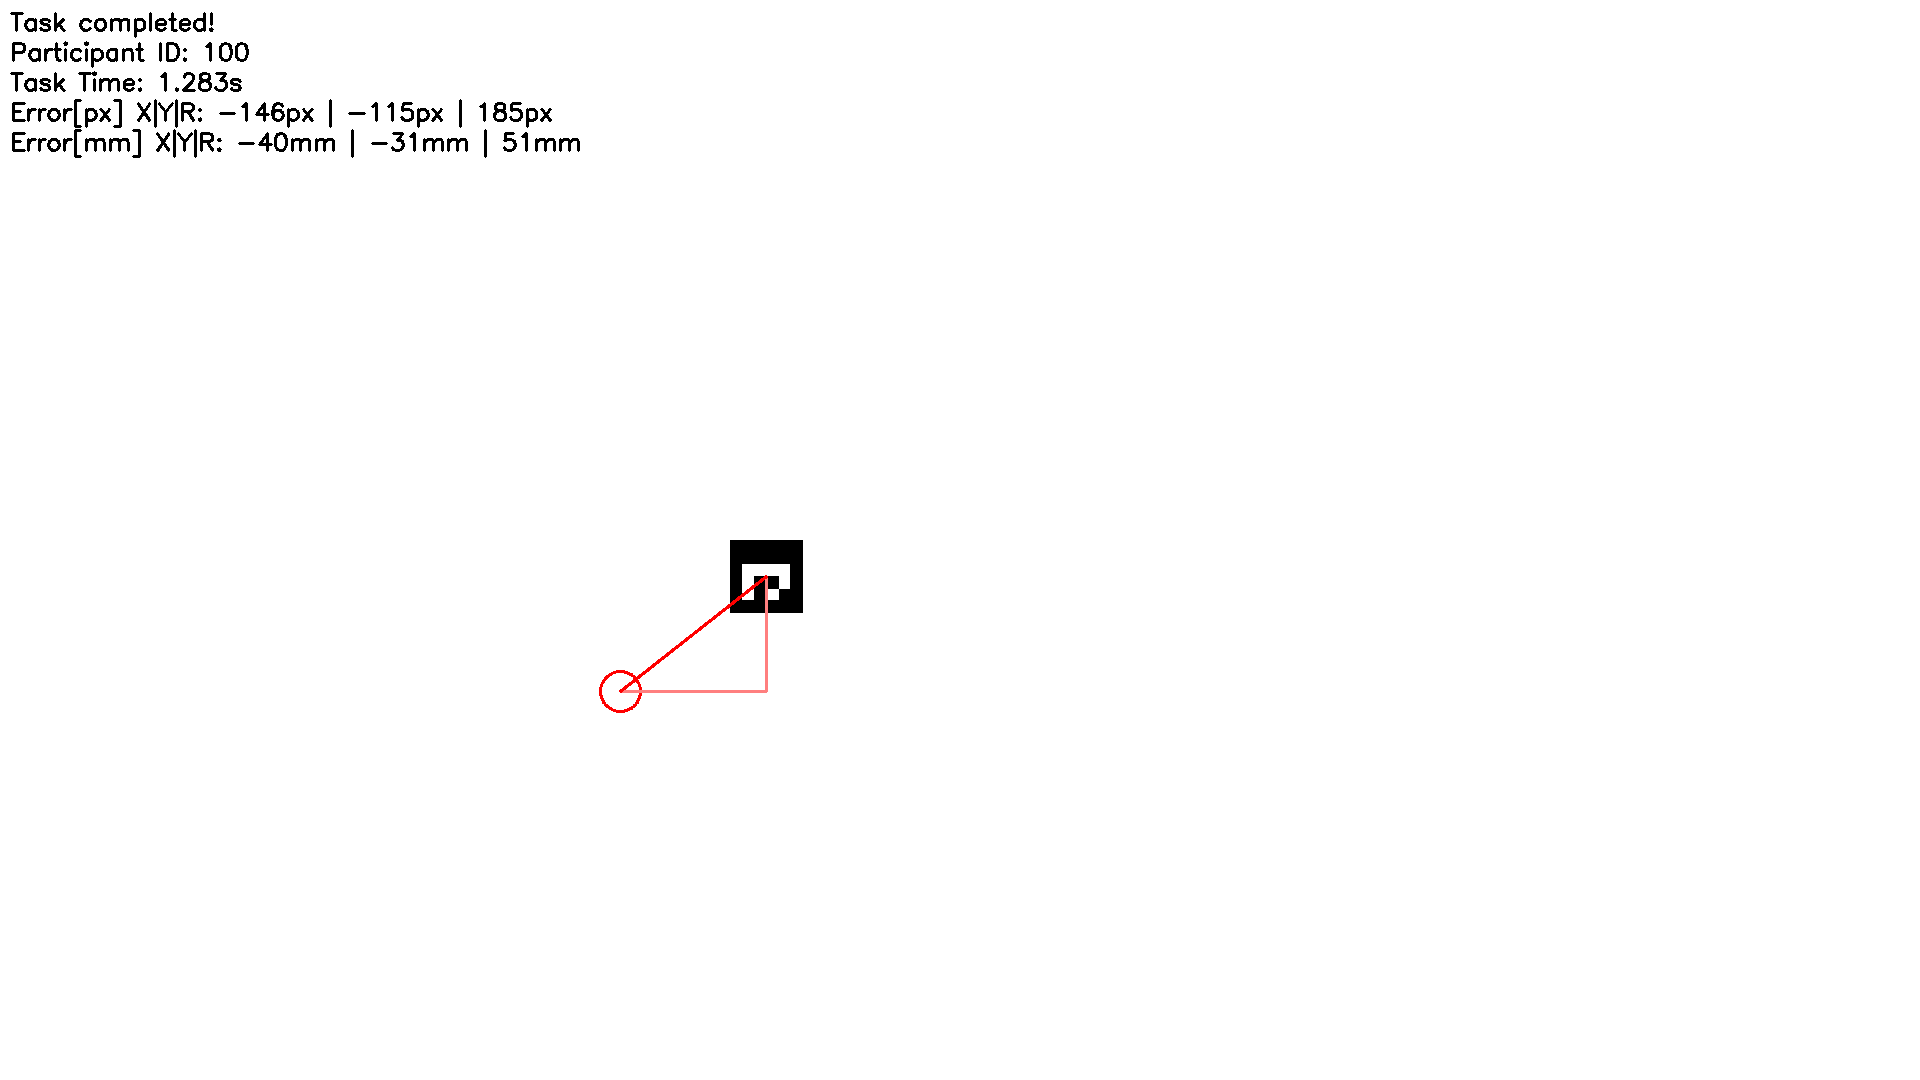 Task completed!
Participant ID: 100
Task Time: 1.283s
Error[px] X|Y|R: -146px | -115px | 185px
Error[mm] X|Y|R: -40mm | -31mm | 51mm